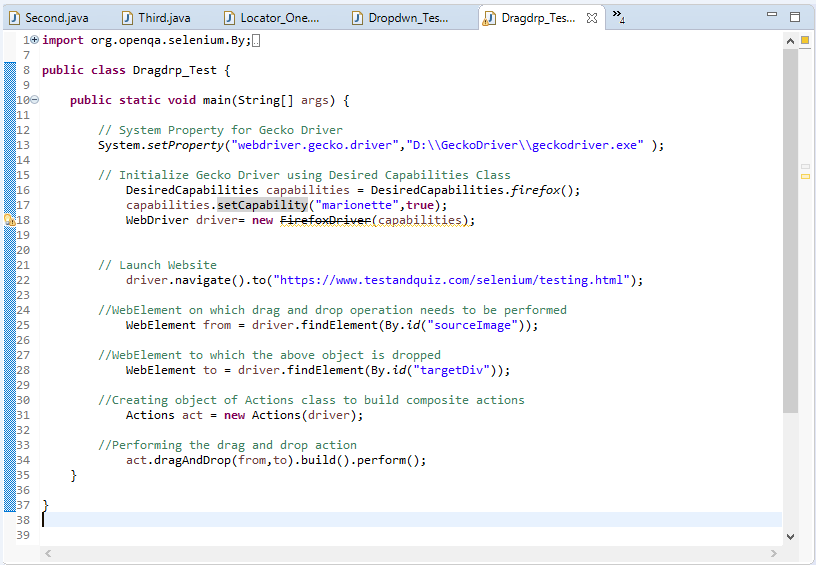 Second.java Third.java Locator_One.... Dropdwn_Tes... Dragdrp_Tes... »4
1 import org.openqa.selenium.By;
7
8 public class Dragdrp_Test {
9
10 public static void main(String[] args) {
11
12 // System Property for Gecko Driver
13 System.setProperty("webdriver.gecko.driver","D:\\GeckoDriver\\geckodriver.exe" );
14
15 // Initialize Gecko Driver using Desired Capabilities Class
16 DesiredCapabilities capabilities = DesiredCapabilities.firefox();
17 capabilities.setCapability("marionette",true);
18 WebDriver driver= new FirefoxDriver(capabilities);
19
20
21 // Launch Website
22 driver.navigate().to("https://www.testandquiz.com/selenium/testing.html");
23
24 //WebElement on which drag and drop operation needs to be performed
25 WebElement from = driver.findElement(By.id("sourceImage"));
26
27 //WebElement to which the above object is dropped
28 WebElement to = driver.findElement(By.id("targetDiv"));
29
30 //Creating object of Actions class to build composite actions
31 Actions act = new Actions(driver);
32
33 //Performing the drag and drop action
34 act.dragAndDrop(from,to).build().perform();
35 }
36
37 }
38
39